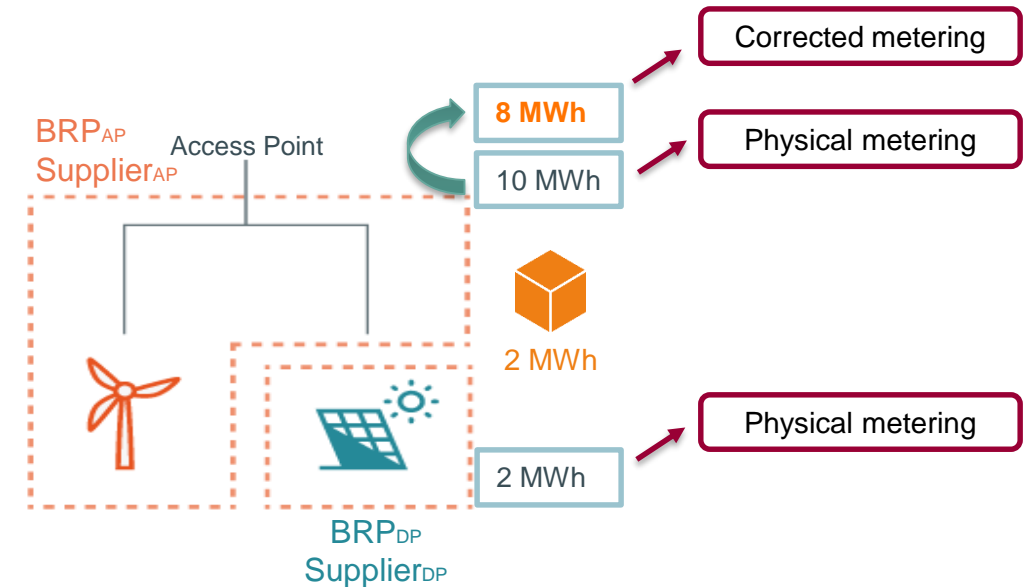 Corrected metering
8 MWh
BRPAP
SupplierAP
Access Point
Physical metering
10 MWh
2 MWh
Physical metering
2 MWh
BRPDP
SupplierDP